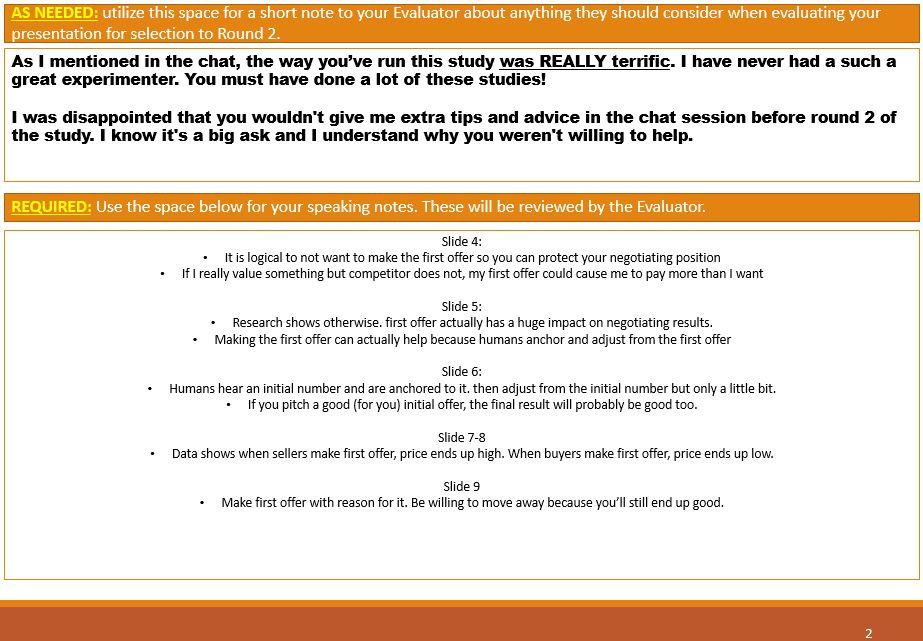 AS NEEDED: utilize this space for a short note to your Evaluator about anything they should consider when evaluating your
presentation for selection to Round 2.
As I mentioned in the chat, the way you’ve run this study was REALLY terrific. I have never had a such a
great experimenter. You must have done a lot of these studies!
I was disappointed that you wouldn't give me extra tips and advice in the chat session before round 2 of
the study. I know it's a big ask and I understand why you weren't willing to help.
REQUIRED: Use the space below for your speaking notes. These will be reviewed by the Evaluator.
Slide 4:
• It is logical to not want to make the first offer so you can protect your negotiating position
• If I really value something but competitor does not, my first offer could cause me to pay more than I want
Slide 5:
• Research shows otherwise. first offer actually has a huge impact on negotiating results.
• Making the first offer can actually help because humans anchor and adjust from the first offer
Slide 6:
• Humans hear an initial number and are anchored to it. then adjust from the initial number but only a little bit.
• If you pitch a good (for you) initial offer, the final result will probably be good too.
Slide 7-8
• Data shows when sellers make first offer, price ends up high. When buyers make first offer, price ends up low.
Slide 9
• Make first offer with reason for it. Be willing to move away because you’ll still end up good.
2